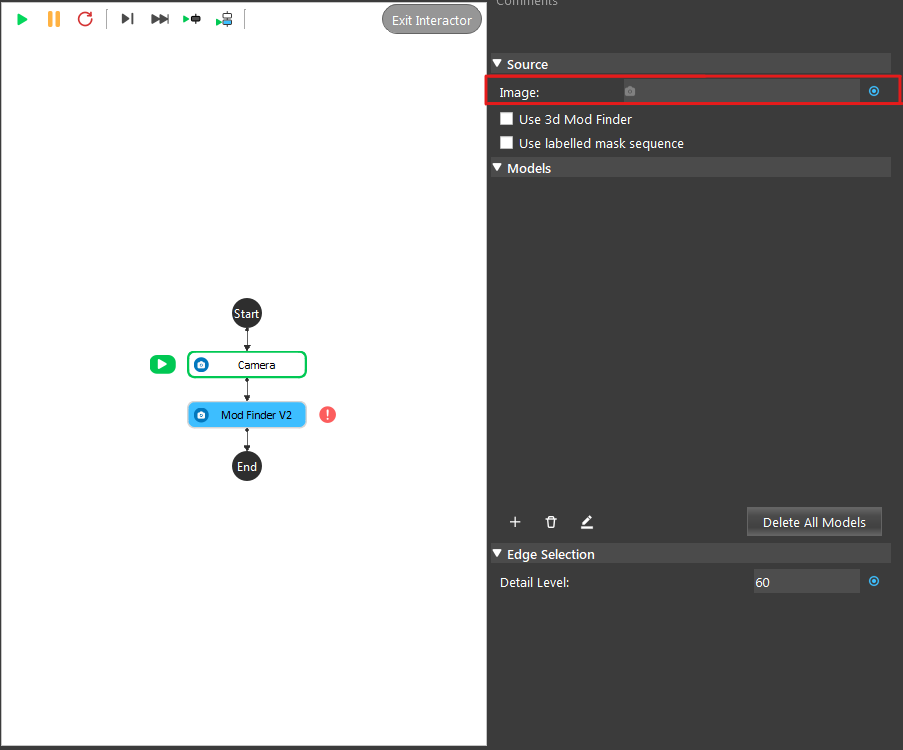 Comments
Exit Interactor
Source
Image:
Use 3d Mod Finder
Use labelled mask sequence
Models
Start
Camera
Mod Finder V2
End
Delete All Models
Edge Selection
Detail Level: 60